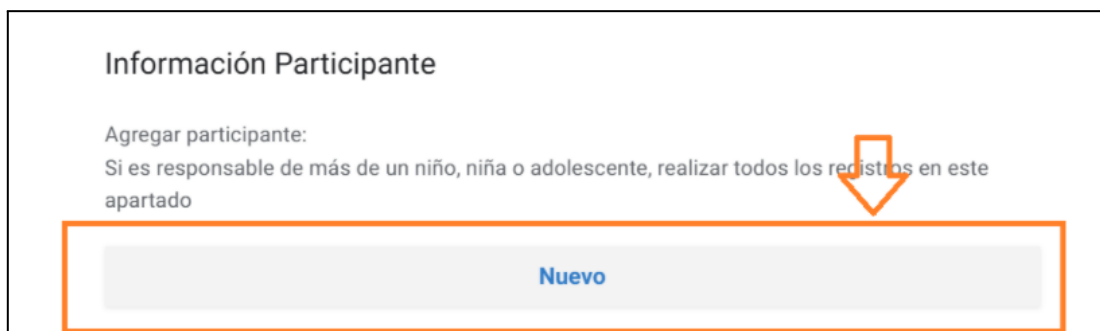 Información Participante
Agregar participante:
Si es responsable de más de un niño, niña o adolescente, realizar todos los registros en este
apartado
Nuevo